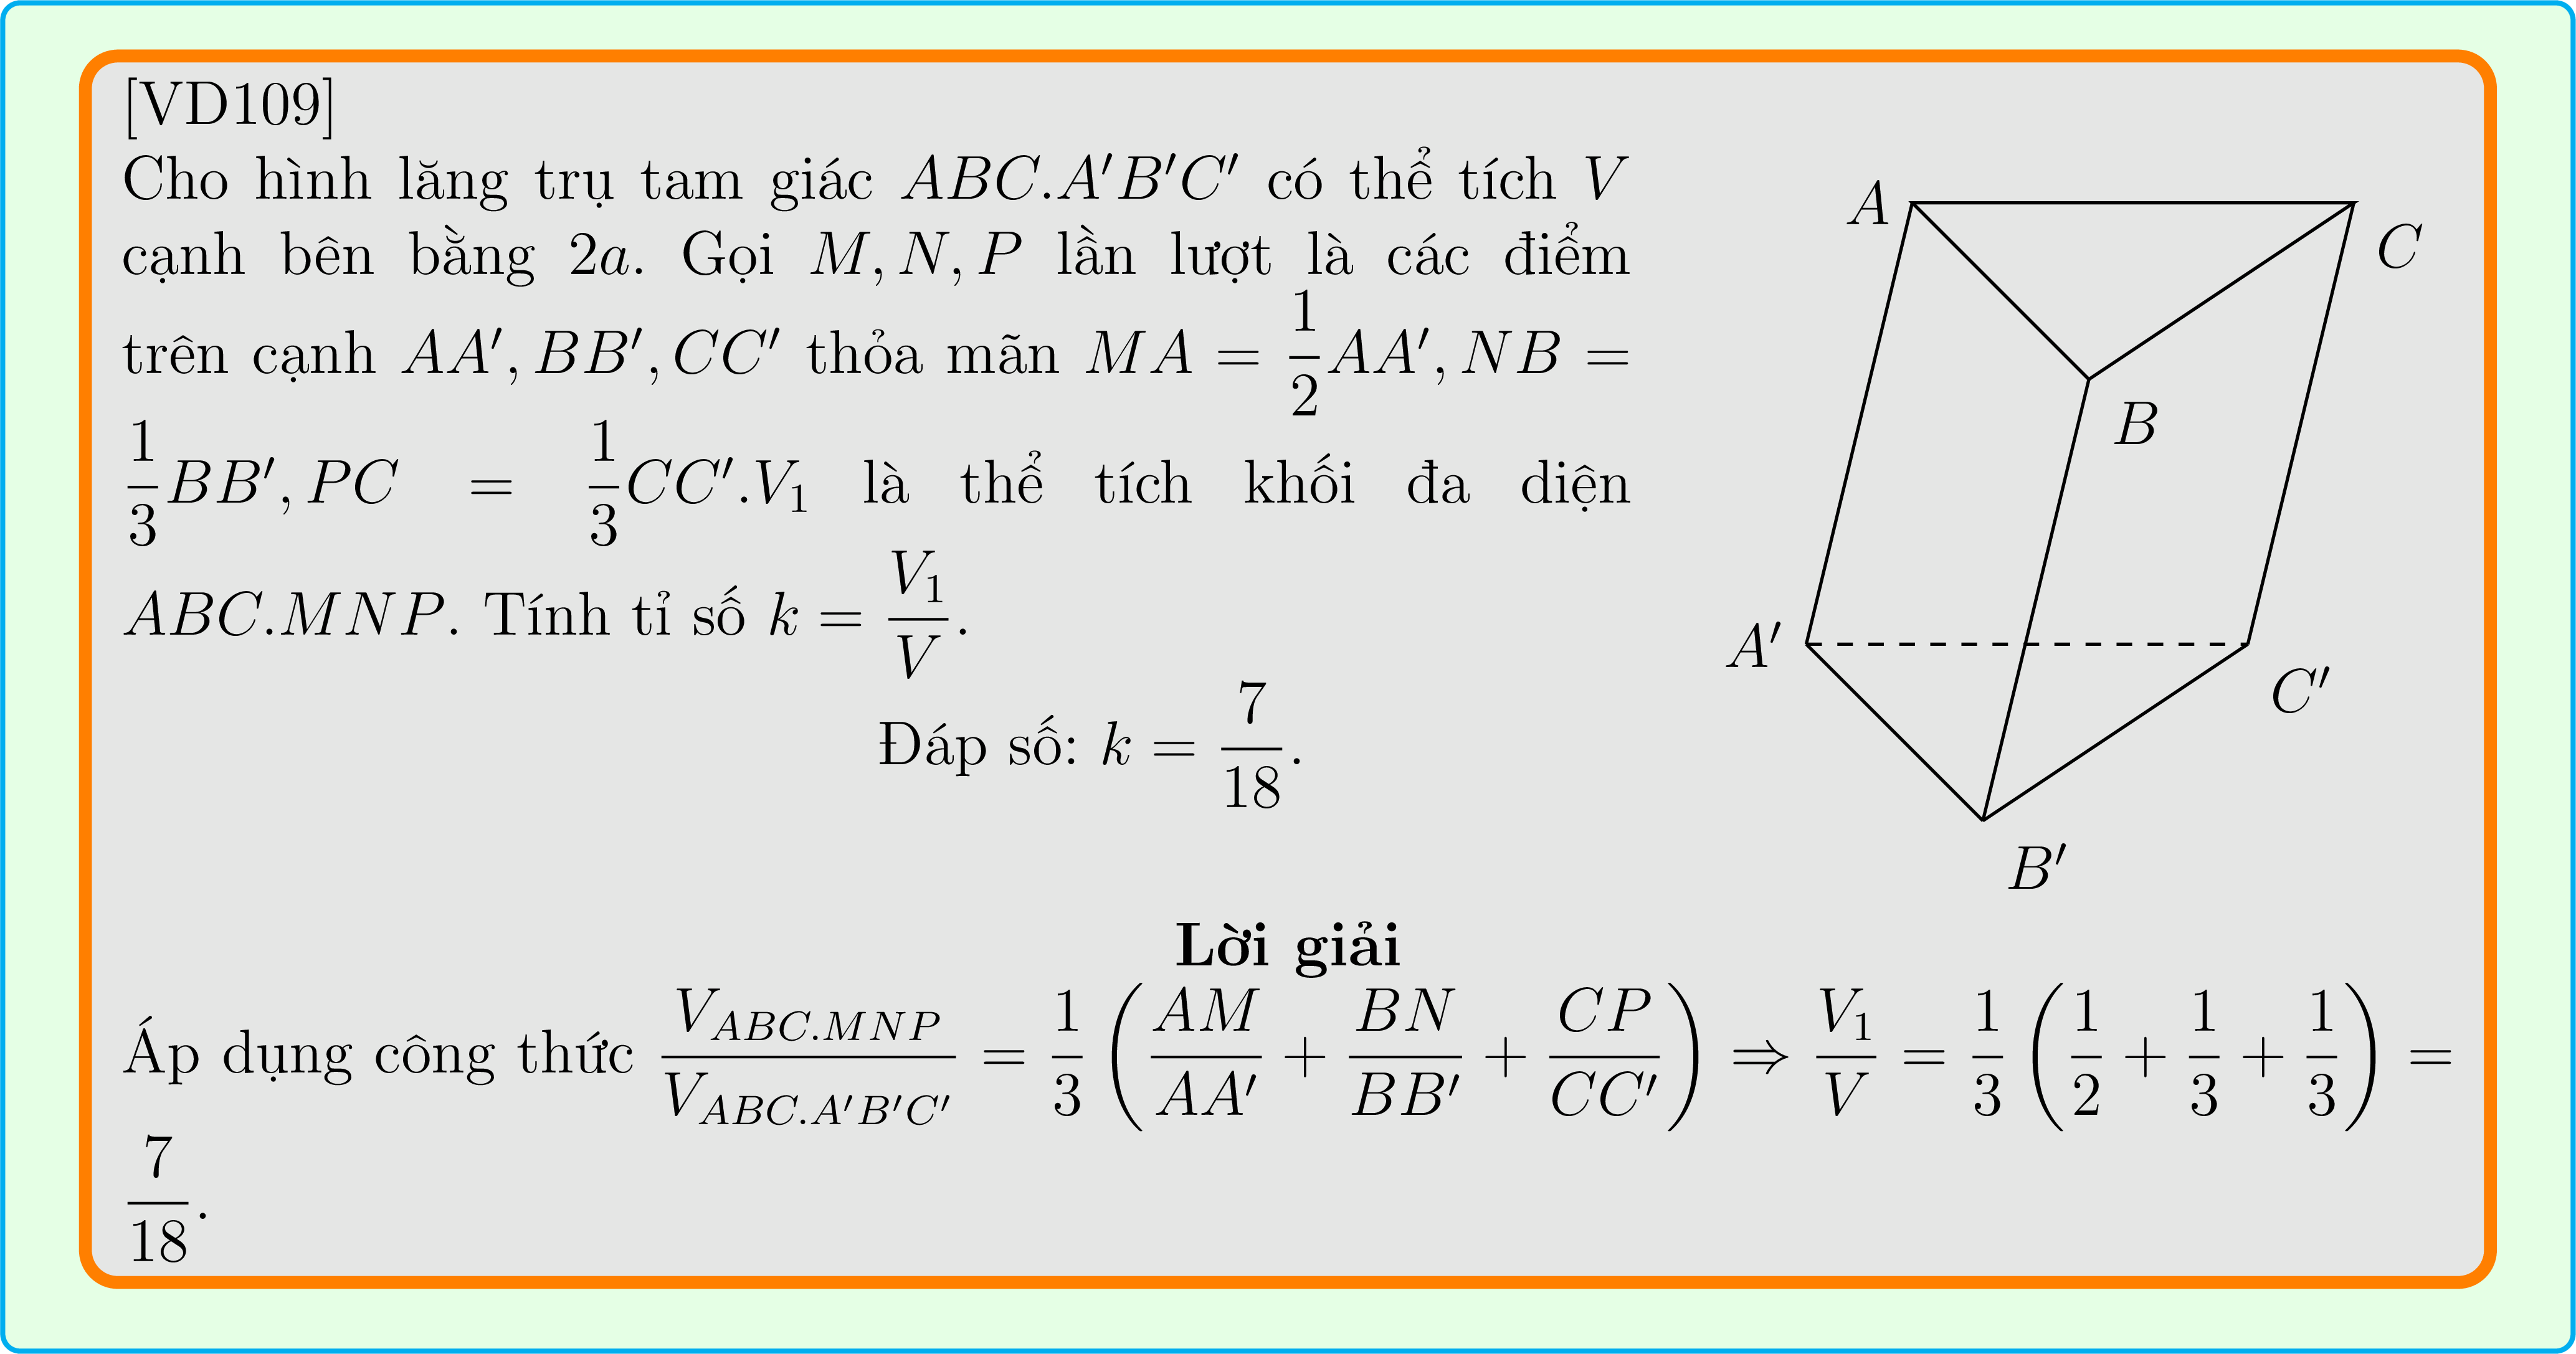 [VD109]
Cho hình lăng trụ tam giác ABC.A′B′C′ có thể tích V
cạnh bên bằng 2a. Gọi M, N, P lần lượt là các điểm
trên cạnh AA′, BB′, CC′ thỏa mãn MA = \frac{1}{2}AA′, NB =
\frac{1}{3}BB′, PC = \frac{1}{3}CC′.V_1 là thể tích khối đa diện
ABC.MNP. Tính tỉ số k = \frac{V_1}{V}.
Đáp số: k = \frac{7}{18}.
A
C
B
A′
C′
B′
Lời giải
Áp dụng công thức \frac{V_{ABC.MNP}}{V_{ABC.A′B′C′}} = \frac{1}{3}\left(\frac{AM}{AA′} + \frac{BN}{BB′} + \frac{CP}{CC′}\right) ⇒ \frac{V_1}{V} = \frac{1}{3}\left(\frac{1}{2} + \frac{1}{3} + \frac{1}{3}\right) =
\frac{7}{18}.